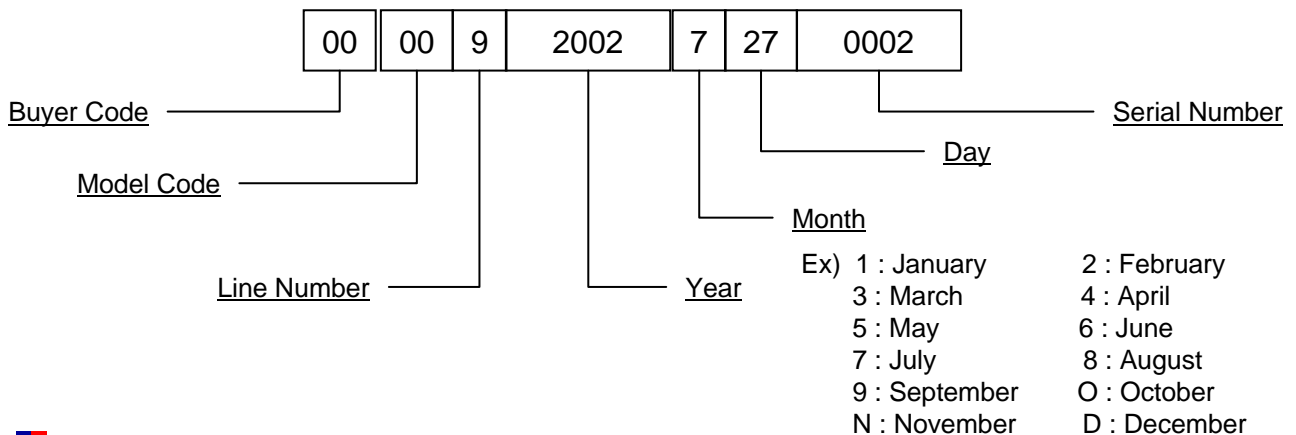 00 00 9 2002 7 27 0002
Buyer Code
Serial Number
Day
Model Code
Month
Ex) 1 : January 2 : February
Line Number
Year
3 : March 4 : April
5 : May 6 : June
7 : July 8 : August
9 : September O : October
N : November D : December